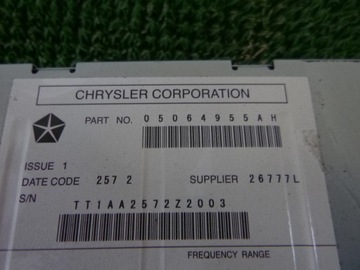 CHRYSLER CORPORATION
PART NO. 05064955AH
ISSUE 1
DATE CODE 257 2 SUPPLIER 26777L
S/N TT1AA2572Z2003
FREQUENCY RANGE